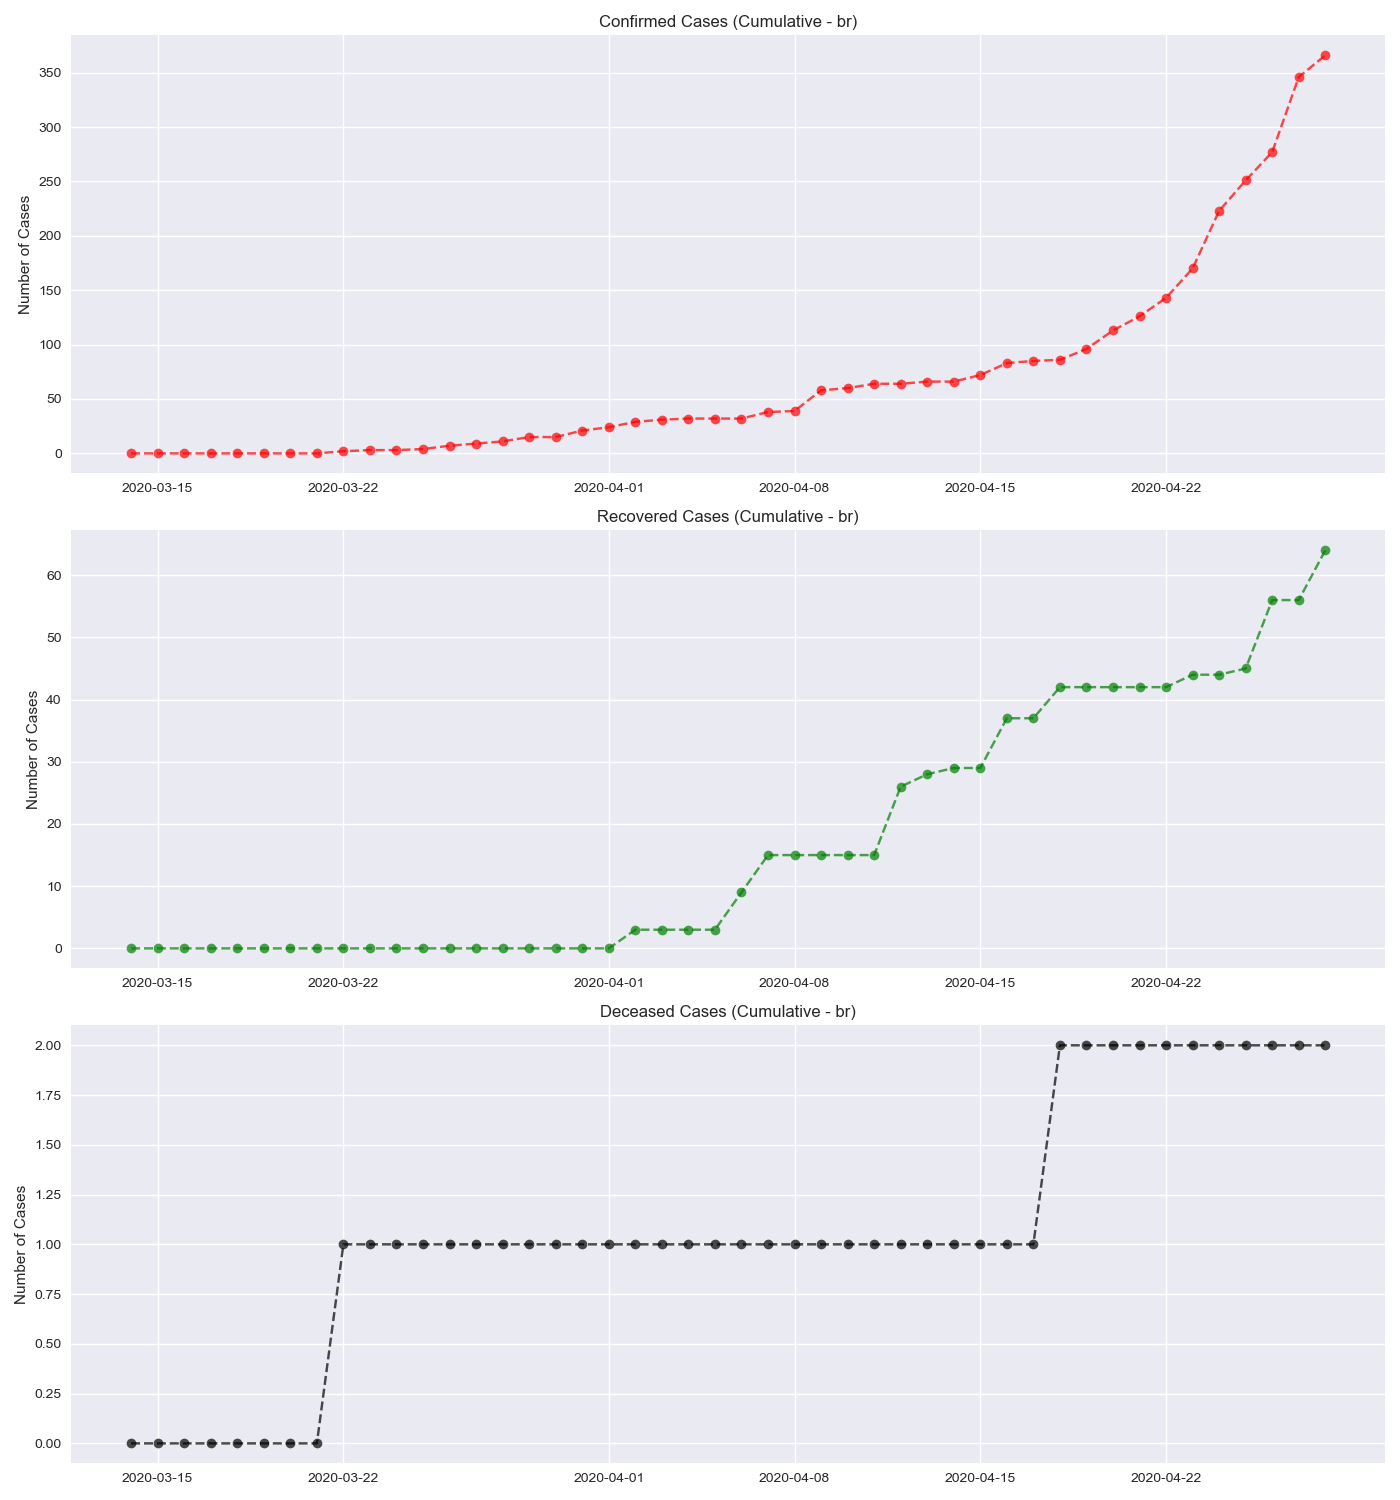 Confirmed Cases (Cumulative - br)
Number of Cases
350
300
250
200
150
100
50
0
2020-03-15 2020-03-22 2020-04-01 2020-04-08 2020-04-15 2020-04-22
Recovered Cases (Cumulative - br)
Number of Cases
60
50
40
30
20
10
0
2020-03-15 2020-03-22 2020-04-01 2020-04-08 2020-04-15 2020-04-22
Deceased Cases (Cumulative - br)
Number of Cases
2.00
1.75
1.50
1.25
1.00
0.75
0.50
0.25
0.00
2020-03-15 2020-03-22 2020-04-01 2020-04-08 2020-04-15 2020-04-22